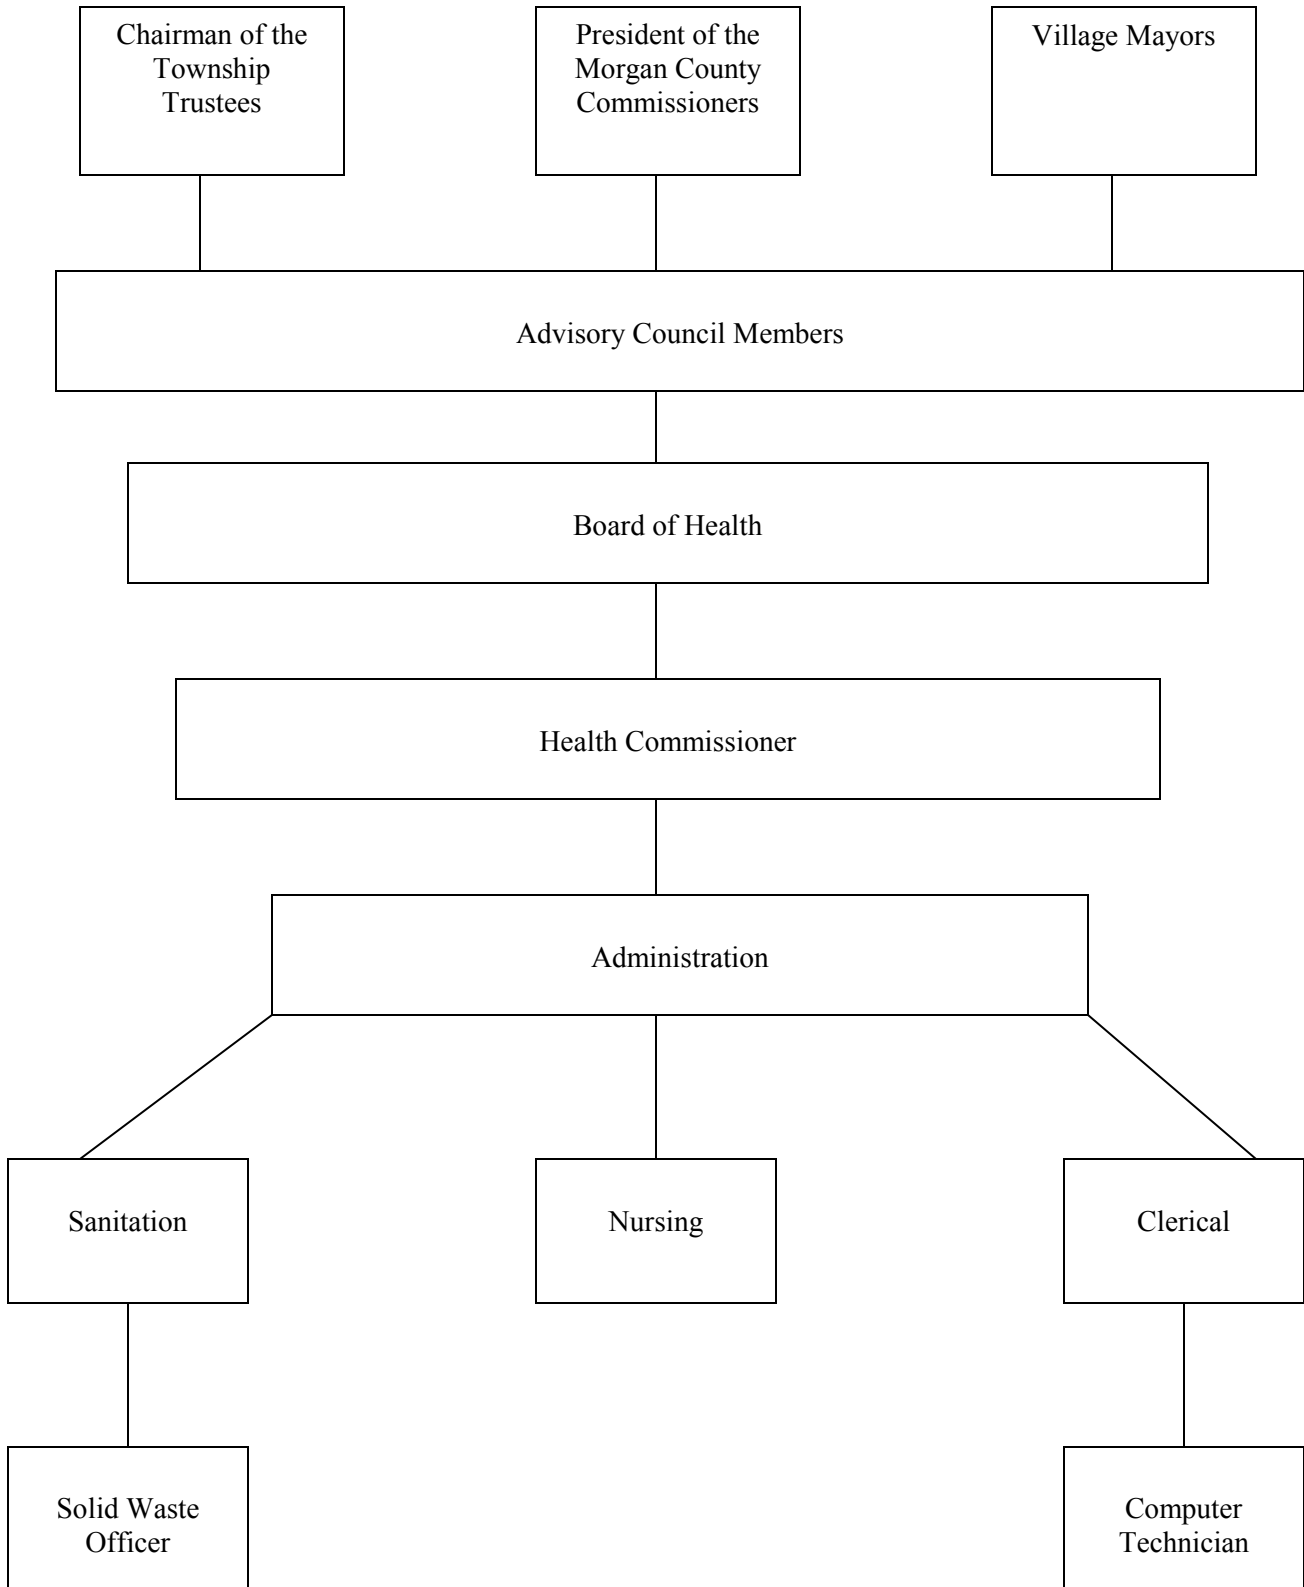 Chairman of the
Township
Trustees
President of the
Morgan County
Commissioners
Village Mayors
Advisory Council Members
Board of Health
Health Commissioner
Administration
Sanitation
Nursing
Clerical
Solid Waste
Officer
Computer
Technician